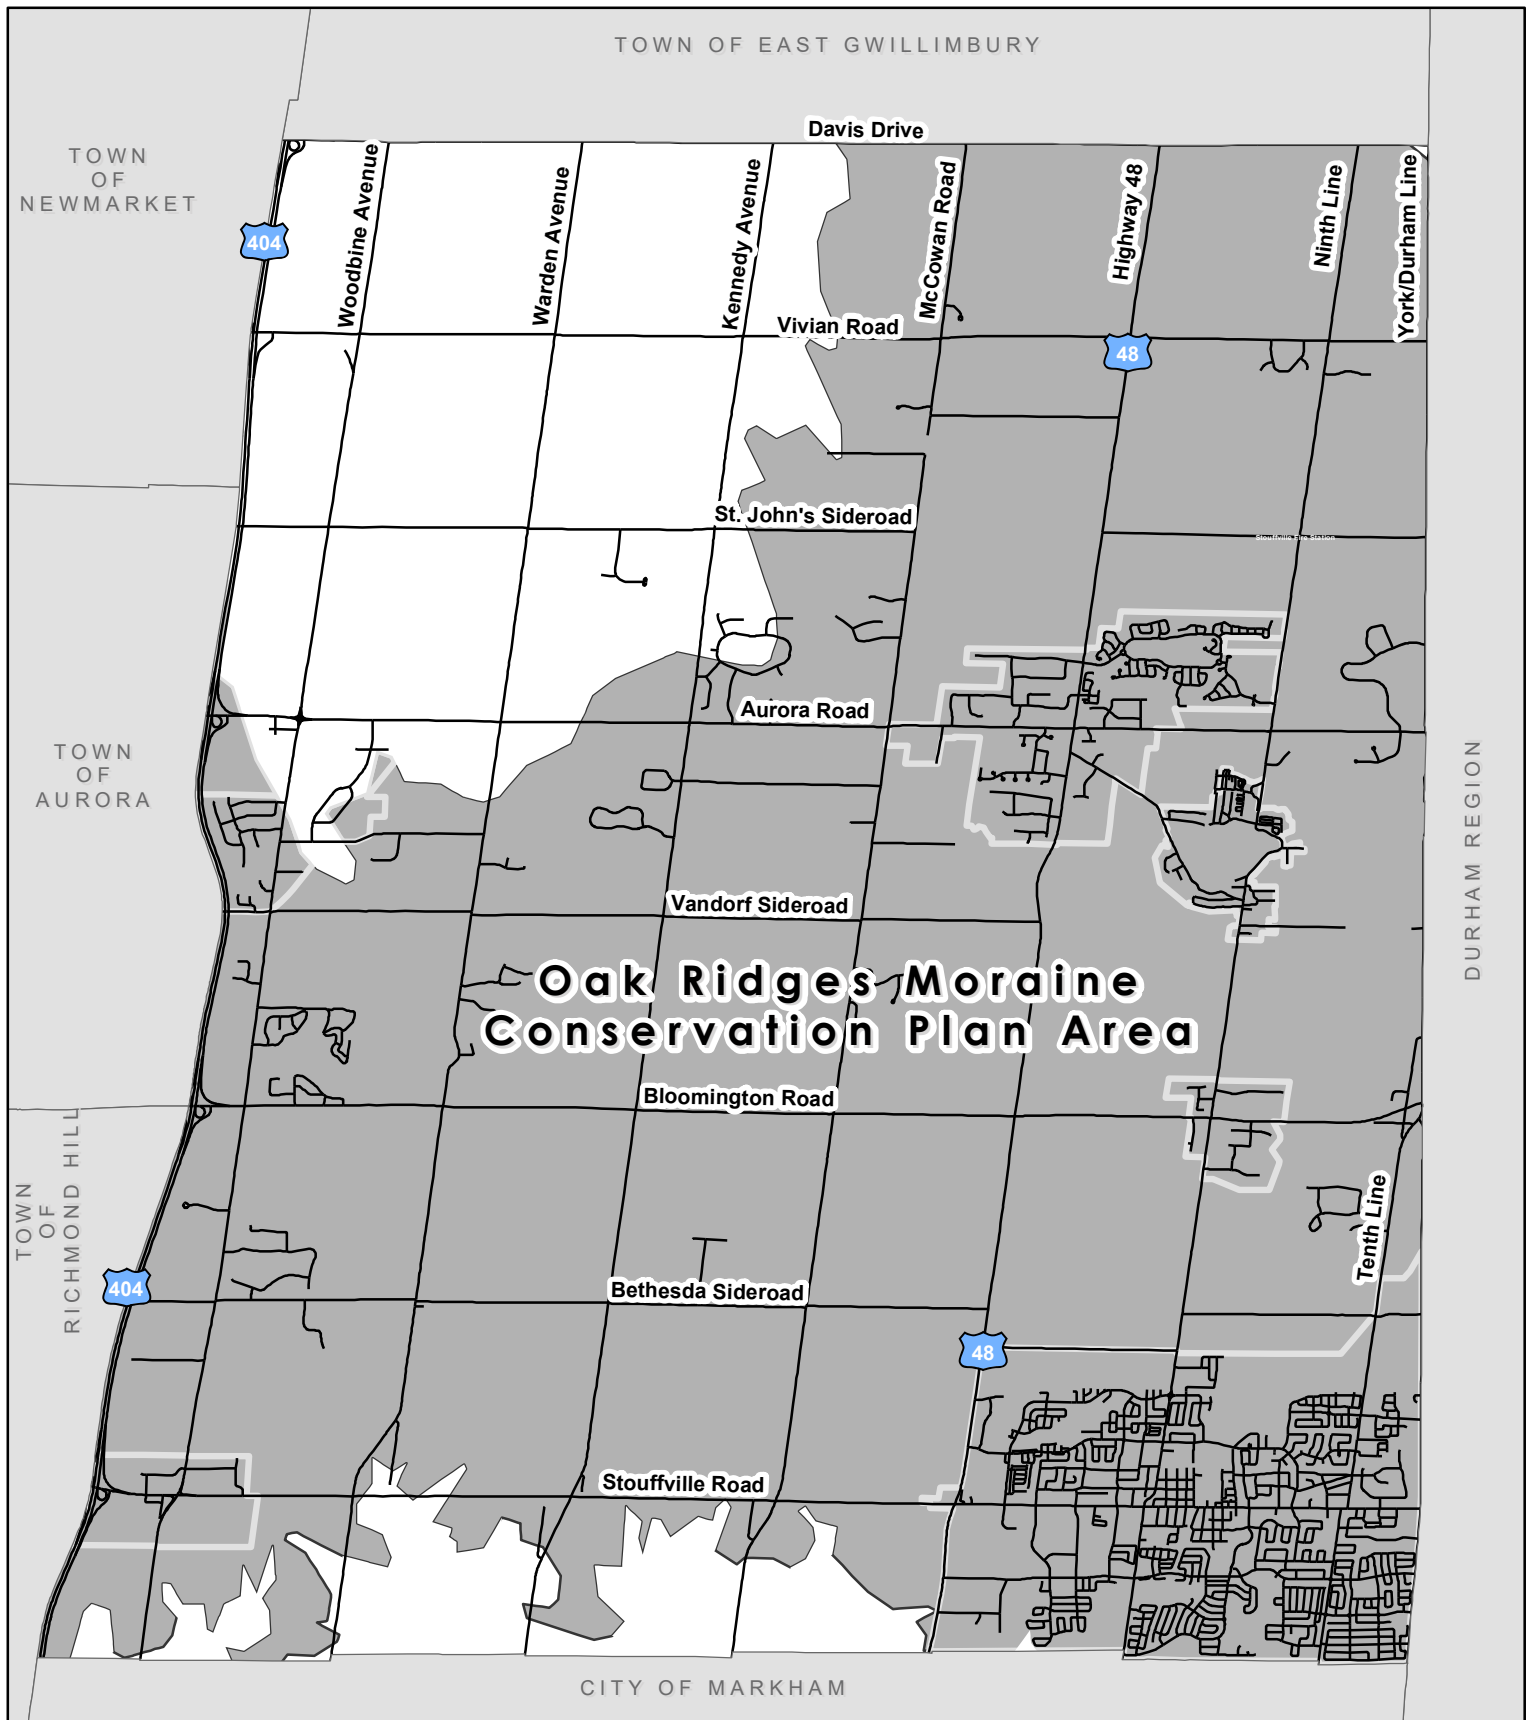 TOWN OF EAST GWILLIMBURY
Davis Drive
TOWN
OF
NEWMARKET
404
Woodbine Avenue
Warden Avenue
Kennedy Avenue
McCowan Road
Highway 48
Ninth Line
York/Durham Line
Vivian Road
48
St. John's Sideroad
Stouffville Fire Station
Aurora Road
TOWN
OF
AURORA
DURHAM REGION
Vandorf Sideroad
Oak Ridges Moraine
Conservation Plan Area
Bloomington Road
TOWN
OF
RICHMOND HILL
Tenth Line
404
Bethesda Sideroad
48
Stouffville Road
CITY OF MARKHAM